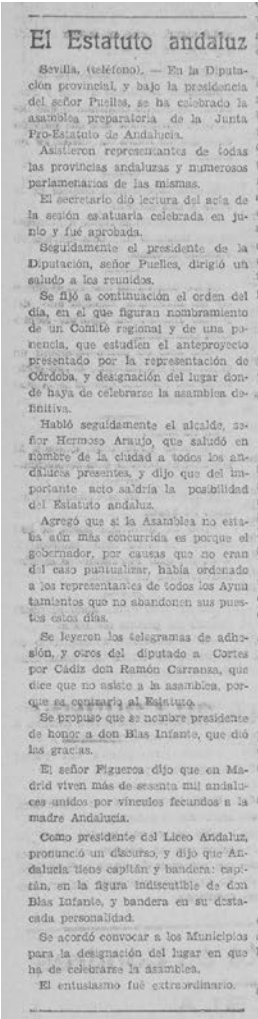 El Estatuto andaluz
Sevilla, (teléfono). — En la Diputa-
ción provincial, y bajo la presidencia
del señor Puelles, se ha celebrado la
asamblea preparatoria de la Junta
Pro-Estatuto de Andalucía.
Asistieron representantes de todas
las provincias andaluzas y numerosos
parlamentarios de las mismas.
El secretario dió lectura del acta de
la sesión estatuaria celebrada en ju-
nio y fué aprobada.
Seguidamente el presidente de la
Diputación, señor Puelles, dirigió un
saludo a los reunidos.
Se fijó a continuación el orden del
día, en el que figuran nombramiento
de un Comité regional y de una po-
nencia, que estudien el anteproyecto
presentado por la representación de
Córdoba, y designación del lugar don-
de haya de celebrarse la asamblea de-
finitiva.
Habló seguidamente el alcalde, se-
ñor Hermoso Araujo, que saludó en
nombre de la ciudad a todos los an-
daluces presentes, y dijo que del im-
portante acto saldría la posibilidad
del Estatuto andaluz.
Agregó que si la Asamblea no esta-
ba aún más concurrida es porque el
gobernador, por causas que no eran
del caso puntualizar, había ordenado
a los representantes de todos los Ayun
tamientos que no abandonen sus pues-
tos estos días.
Se leyeron los telegramas de adhe-
sión, y otros del diputado a Cortes
por Cádiz don Ramón Carranza, que
dice que no asiste a la asamblea, por-
que es contrario al Estatuto.
Se propuso que se nombre presidente
de honor a don Blas Infante, que dió
las gracias.
El señor Figueroa dijo que en Ma-
drid viven más de sesenta mil andalu-
ces unidos por vínculos fecundos a la
madre Andalucía.
Como presidente del Liceo Andaluz,
pronunció un discurso, y dijo que An-
dalucía tiene capitán y bandera: capi-
tán, en la figura indiscutible de don
Blas Infante, y bandera en su desta-
cada personalidad.
Se acordó convocar a los Municipios
para la designación del lugar en que
ha de celebrarse la asamblea.
El entusiasmo fué extraordinario.